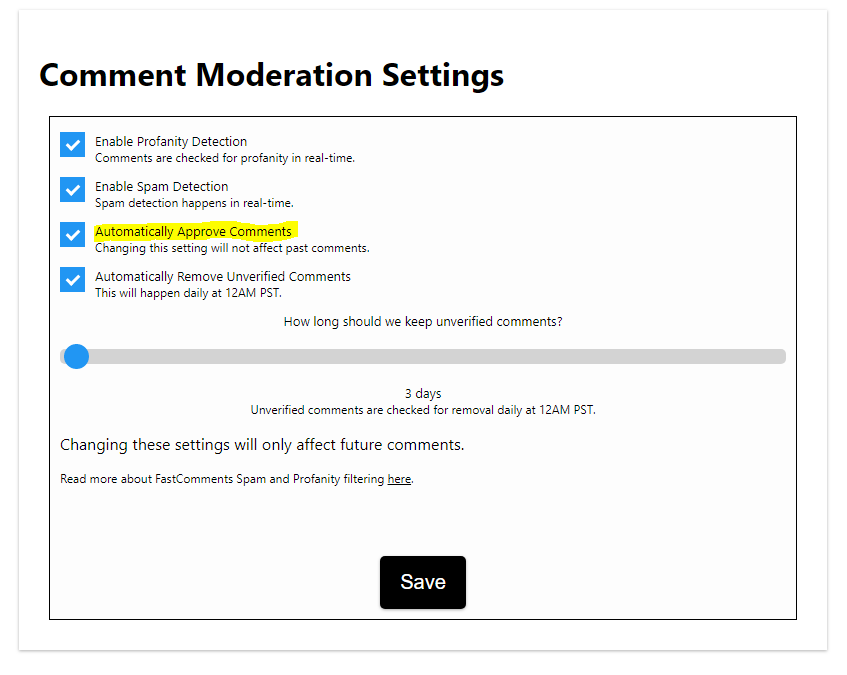 Comment Moderation Settings
Enable Profanity Detection
Comments are checked for profanity in real-time.
Enable Spam Detection
Spam detection happens in real-time.
Automatically Approve Comments
Changing this setting will not affect past comments.
Automatically Remove Unverified Comments
This will happen daily at 12AM PST.
How long should we keep unverified comments?
3 days
Unverified comments are checked for removal daily at 12AM PST.
Changing these settings will only affect future comments.
Read more about FastComments Spam and Profanity filtering here.
Save